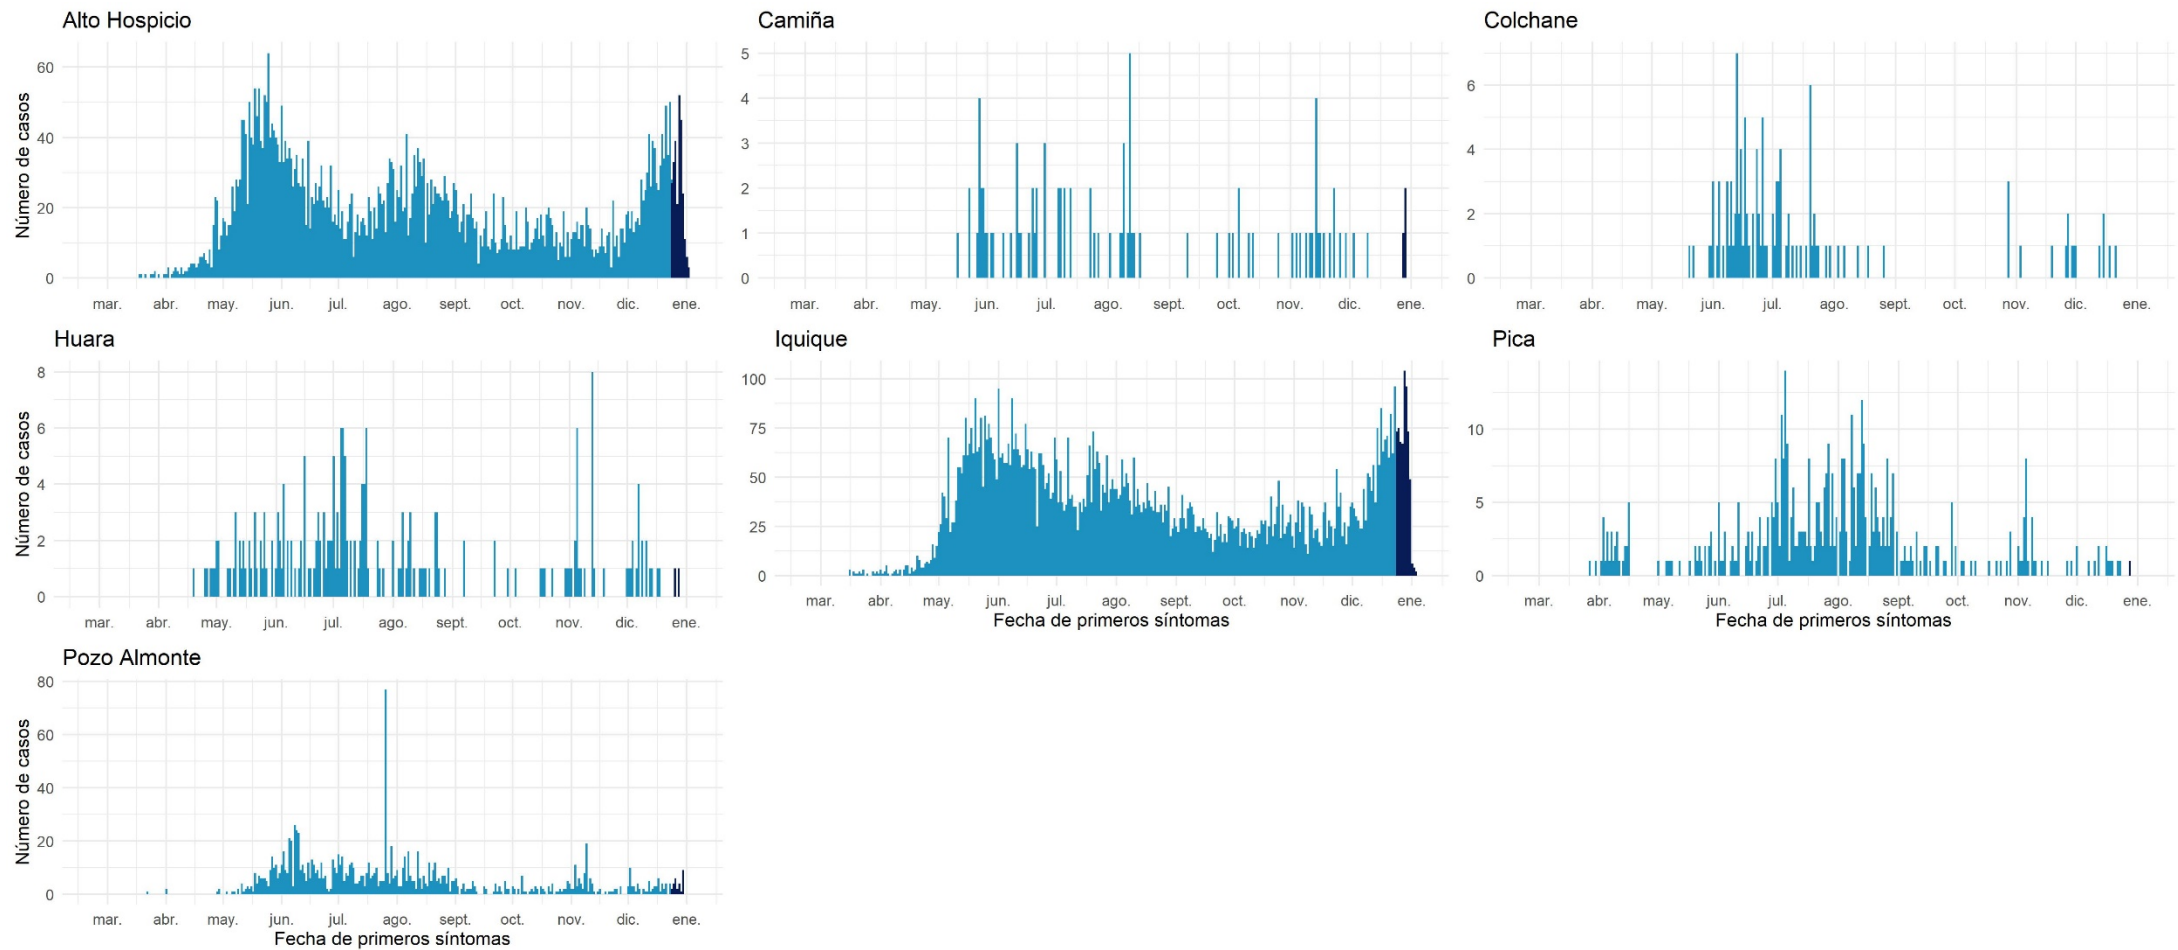 Alto Hospicio
Camiña
Colchane
Número de casos
60
40
20
0
5
4
3
2
1
0
6
4
2
0
mar. abr. may. jun. jul. ago. sept. oct. nov. dic. ene.
mar. abr. may. jun. jul. ago. sept. oct. nov. dic. ene.
mar. abr. may. jun. jul. ago. sept. oct. nov. dic. ene.
Huara
Iquique
Pica
Número de casos
8
6
4
2
0
100
75
50
25
0
10
5
0
mar. abr. may. jun. jul. ago. sept. oct. nov. dic. ene.
mar. abr. may. jun. jul. ago. sept. oct. nov. dic. ene.
Fecha de primeros síntomas
mar. abr. may. jun. jul. ago. sept. oct. nov. dic. ene.
Fecha de primeros síntomas
Pozo Almonte
Número de casos
80
60
40
20
0
mar. abr. may. jun. jul. ago. sept. oct. nov. dic. ene.
Fecha de primeros síntomas